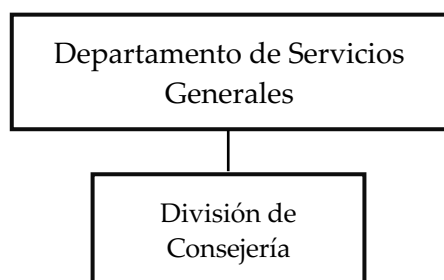 Departamento de Servicios
Generales
División de
Consejería